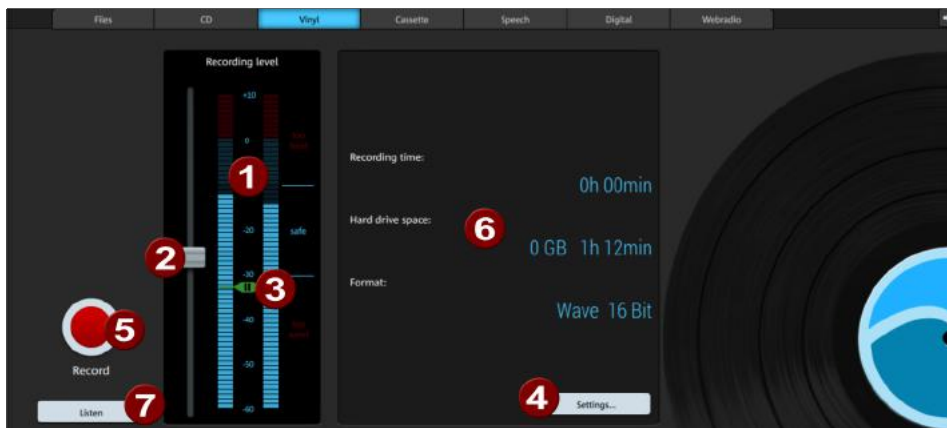 Files CD Vinyl Cassette Speech Digital Webradio
Recording level
+10
0
1
Recording time:
0h 00min
-20
safe
Hard drive space:
6
2
0 GB 1h 12min
-30
3
Format:
-40
Wave 16 Bit
5
Record
-50
4
Settings...
7
Listen
-60